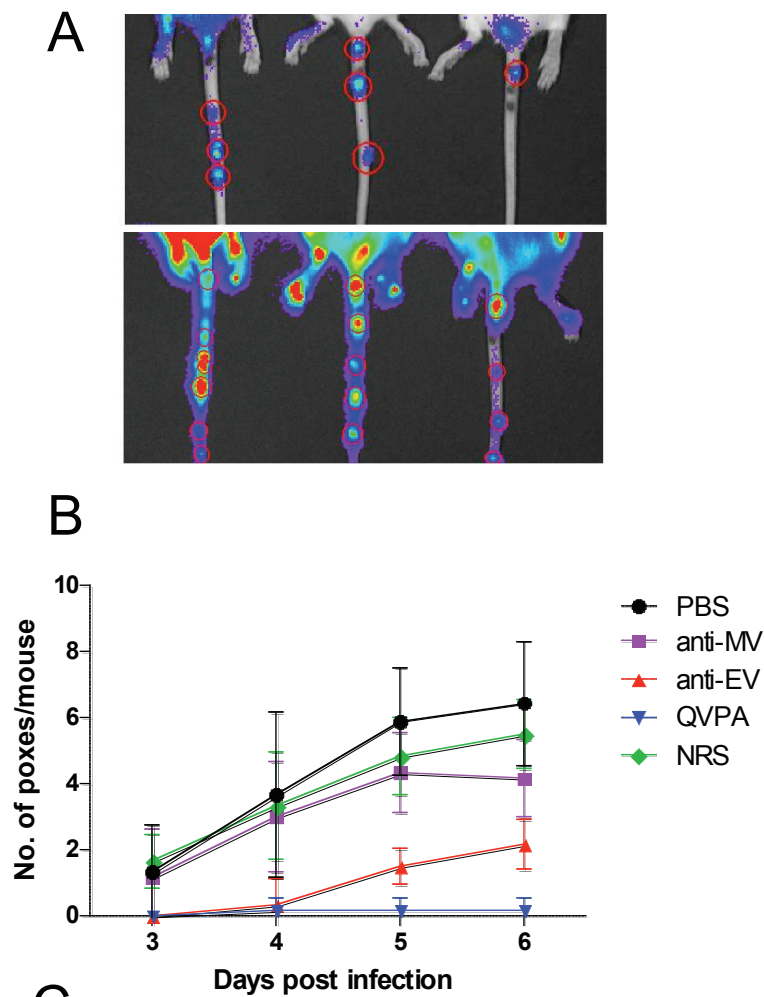 A
B
10
8
6
4
2
0
No. of poxes/mouse
3 4 5 6
Days post infection
PBS
anti-MV
anti-EV
QVPA
NRS